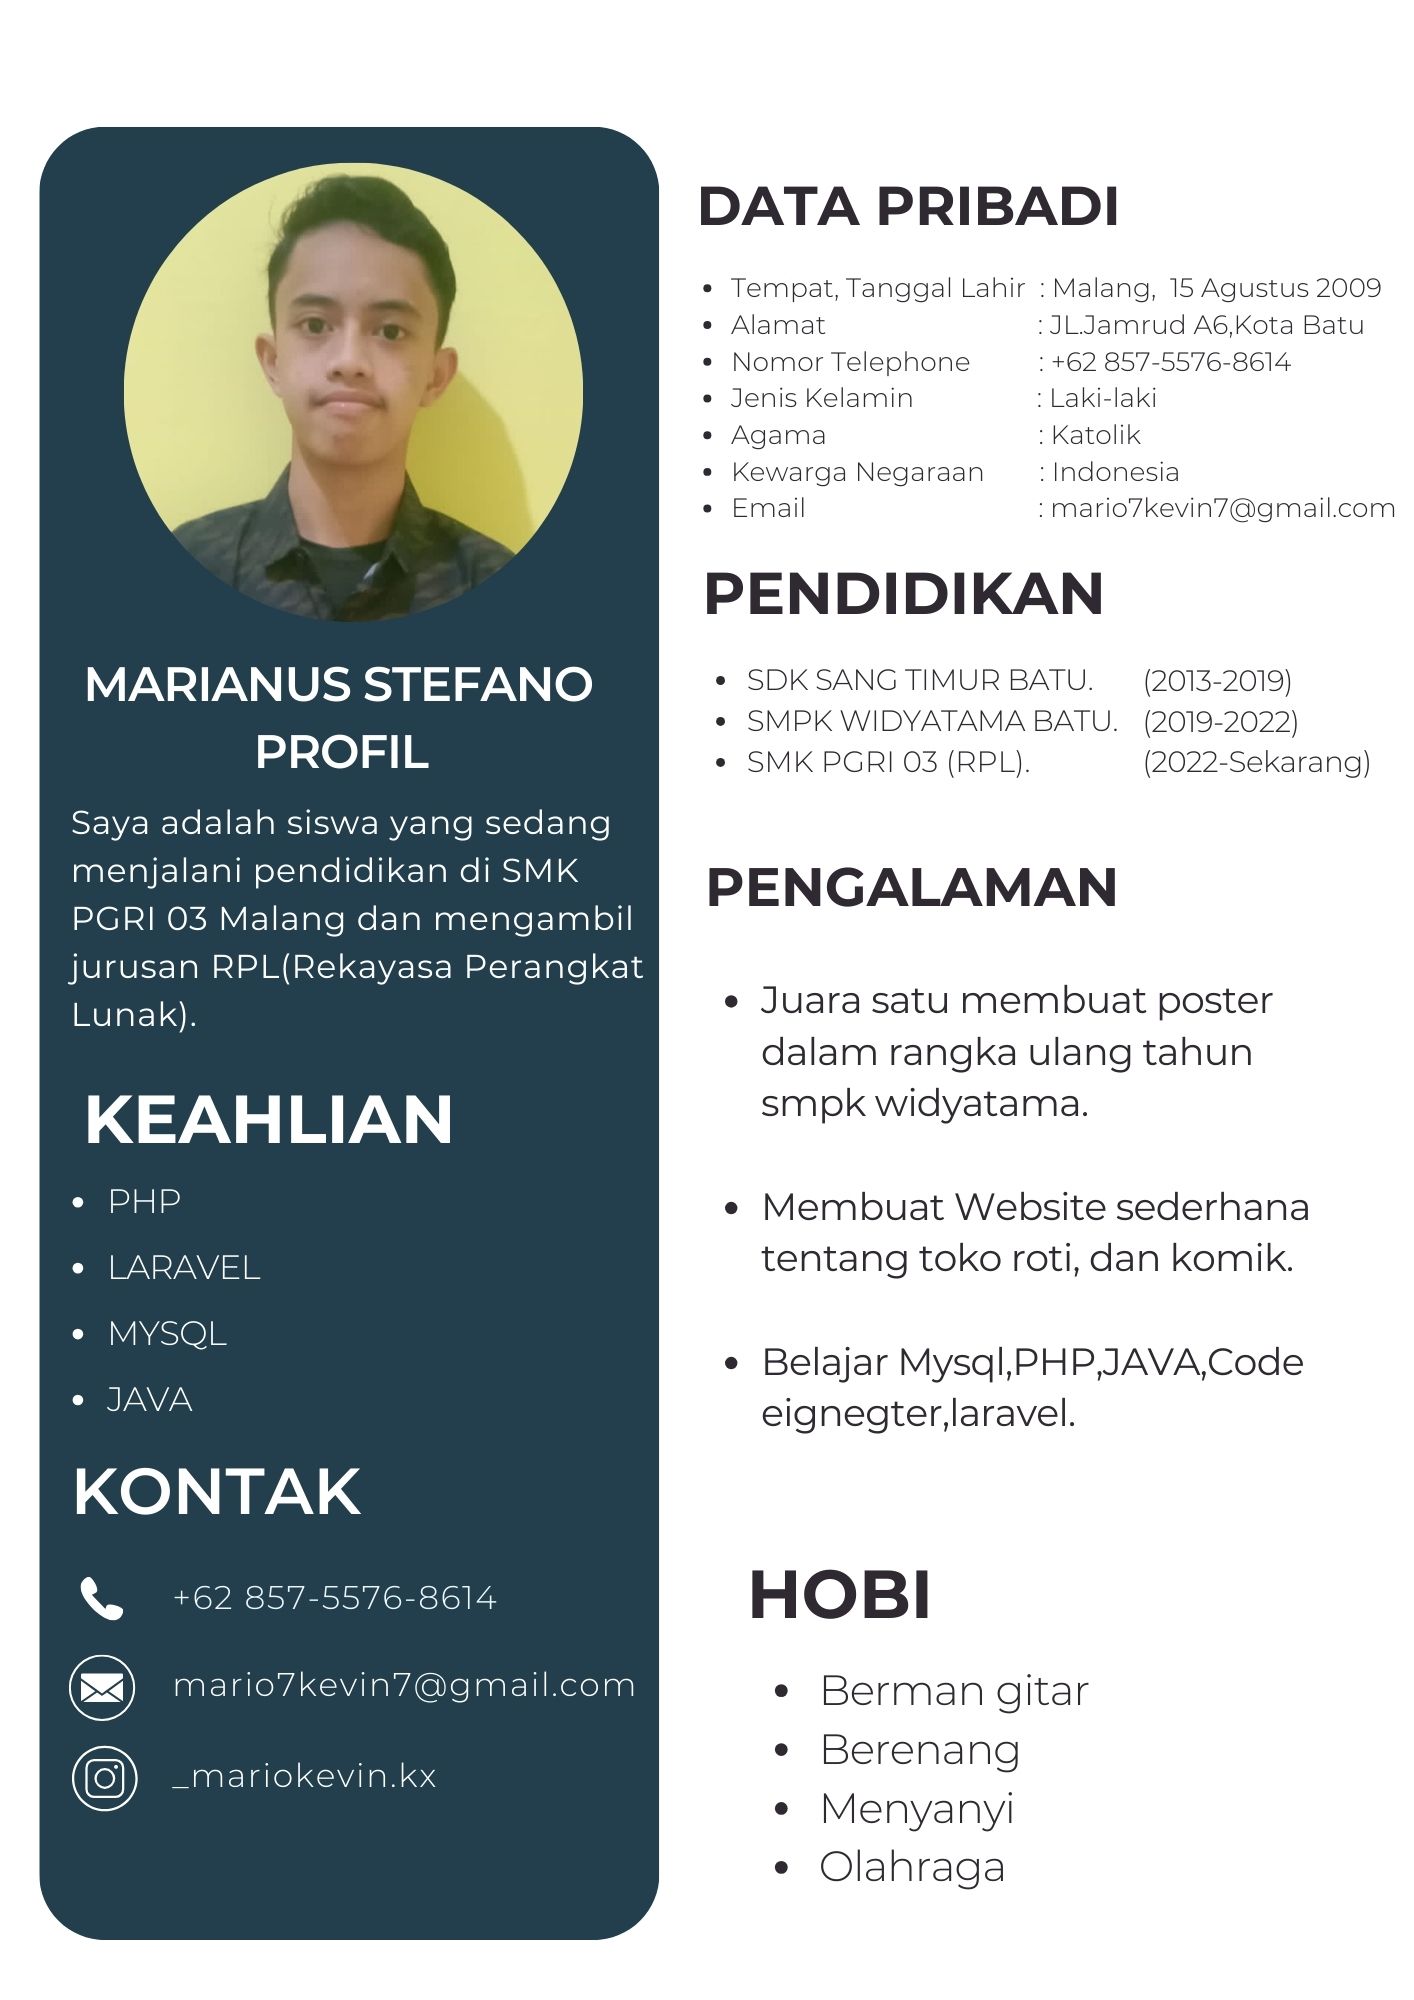 MARIANUS STEFANO
PROFIL
Saya adalah siswa yang sedang
menjalani pendidikan di SMK
PGRI 03 Malang dan mengambil
jurusan RPL(Rekayasa Perangkat
Lunak).
KEAHLIAN
• PHP
• LARAVEL
• MYSQL
• JAVA
KONTAK
+62 857-5576-8614
mario7kevin7@gmail.com
_mariokevin.kx
DATA PRIBADI
• Tempat, Tanggal Lahir : Malang, 15 Agustus 2009
• Alamat : JL.Jamrud A6,Kota Batu
• Nomor Telephone : +62 857-5576-8614
• Jenis Kelamin : Laki-laki
• Agama : Katolik
• Kewarga Negaraan : Indonesia
• Email : mario7kevin7@gmail.com
PENDIDIKAN
• SDK SANG TIMUR BATU. (2013-2019)
• SMPK WIDYATAMA BATU. (2019-2022)
• SMK PGRI 03 (RPL). (2022-Sekarang)
PENGALAMAN
• Juara satu membuat poster
dalam rangka ulang tahun
smpk widyatama.
• Membuat Website sederhana
tentang toko roti, dan komik.
• Belajar Mysql,PHP,JAVA,Code
eignegter,laravel.
HOBI
• Berman gitar
• Berenang
• Menyanyi
• Olahraga